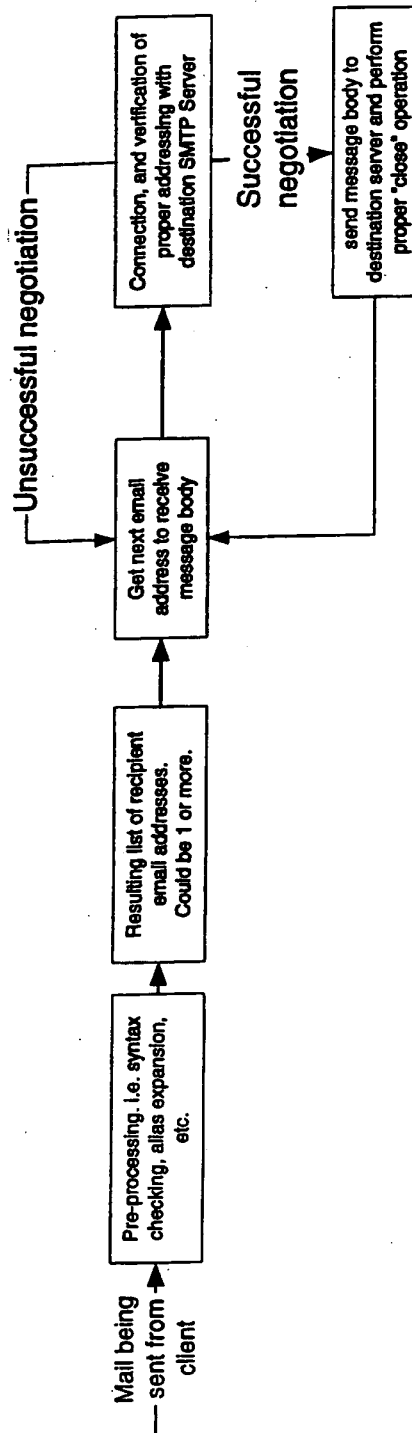 Mail being
sent from
client
Pre-processing. i.e. syntax
checking, alias expansion,
etc.
Resulting list of recipient
email addresses.
Could be 1 or more.
Get next email
address to receive
message body
Unsuccessful negotiation
Connection, and verification of
proper addressing with
destination SMTP Server
Successful
negotiation
send message body to
destination server and perform
proper "close" operation